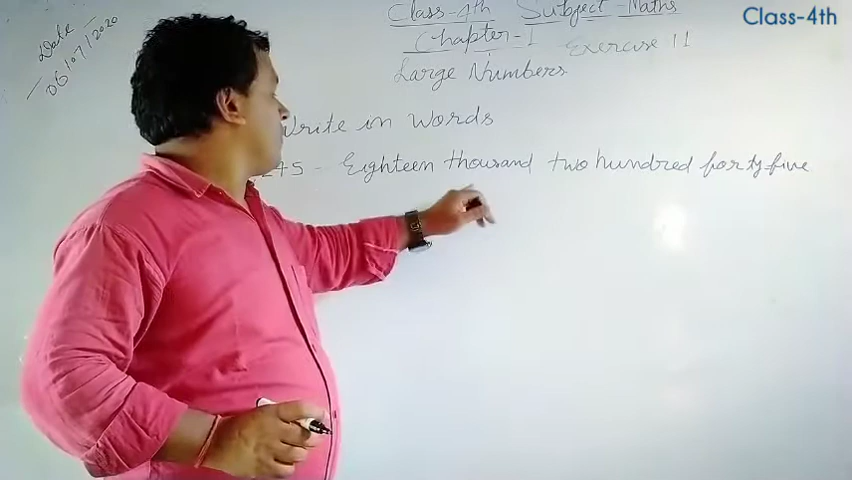 Class-4th
Date
06/07/2020
Class-4th Subject-Maths
Chapter-I Exercise 11
Large Numbers
Write in words
245 - Eighteen thousand two hundred forty-five